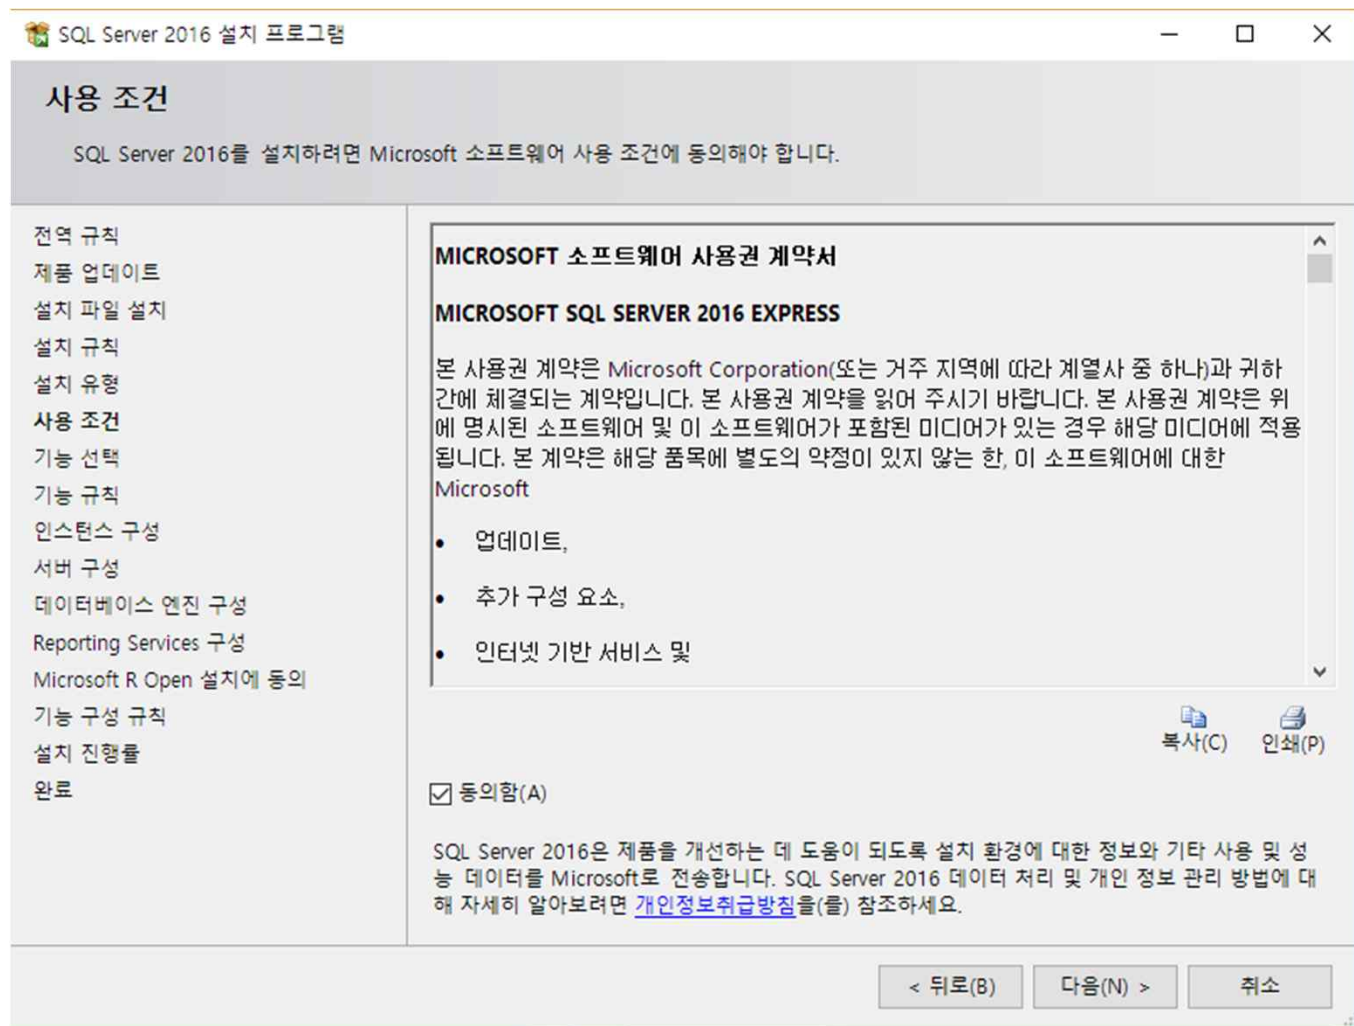 SQL Server 2016 설치 프로그램
사용 조건
SQL Server 2016를 설치하려면 Microsoft 소프트웨어 사용 조건에 동의해야 합니다.
전역 규칙
제품 업데이트
설치 파일 설치
설치 규칙
설치 유형
사용 조건
기능 선택
기능 규칙
인스턴스 구성
서버 구성
데이터베이스 엔진 구성
Reporting Services 구성
Microsoft R Open 설치에 동의
기능 구성 규칙
설치 진행률
완료
MICROSOFT 소프트웨어 사용권 계약서
MICROSOFT SQL SERVER 2016 EXPRESS
본 사용권 계약은 Microsoft Corporation(또는 거주 지역에 따라 계열사 중 하나)과 귀하
간에 체결되는 계약입니다. 본 사용권 계약을 읽어 주시기 바랍니다. 본 사용권 계약은 위
에 명시된 소프트웨어 및 이 소프트웨어가 포함된 미디어가 있는 경우 해당 미디어에 적용
됩니다. 본 계약은 해당 품목에 별도의 약정이 있지 않는 한, 이 소프트웨어에 대한
Microsoft
• 업데이트,
• 추가 구성 요소,
• 인터넷 기반 서비스 및
복사(C) 인쇄(P)
동의함(A)
SQL Server 2016은 제품을 개선하는 데 도움이 되도록 설치 환경에 대한 정보와 기타 사용 및 성
능 데이터를 Microsoft로 전송합니다. SQL Server 2016 데이터 처리 및 개인 정보 관리 방법에 대
해 자세히 알아보려면 개인정보취급방침을(를) 참조하세요.
< 뒤로(B) 다음(N) > 취소